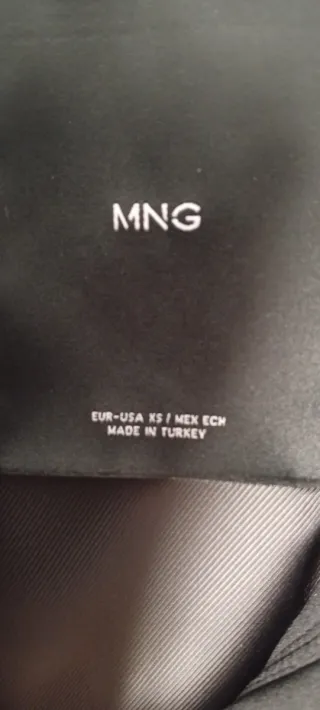 MNG
EUR-USA XS / MEX ECH
MADE IN TURKEY